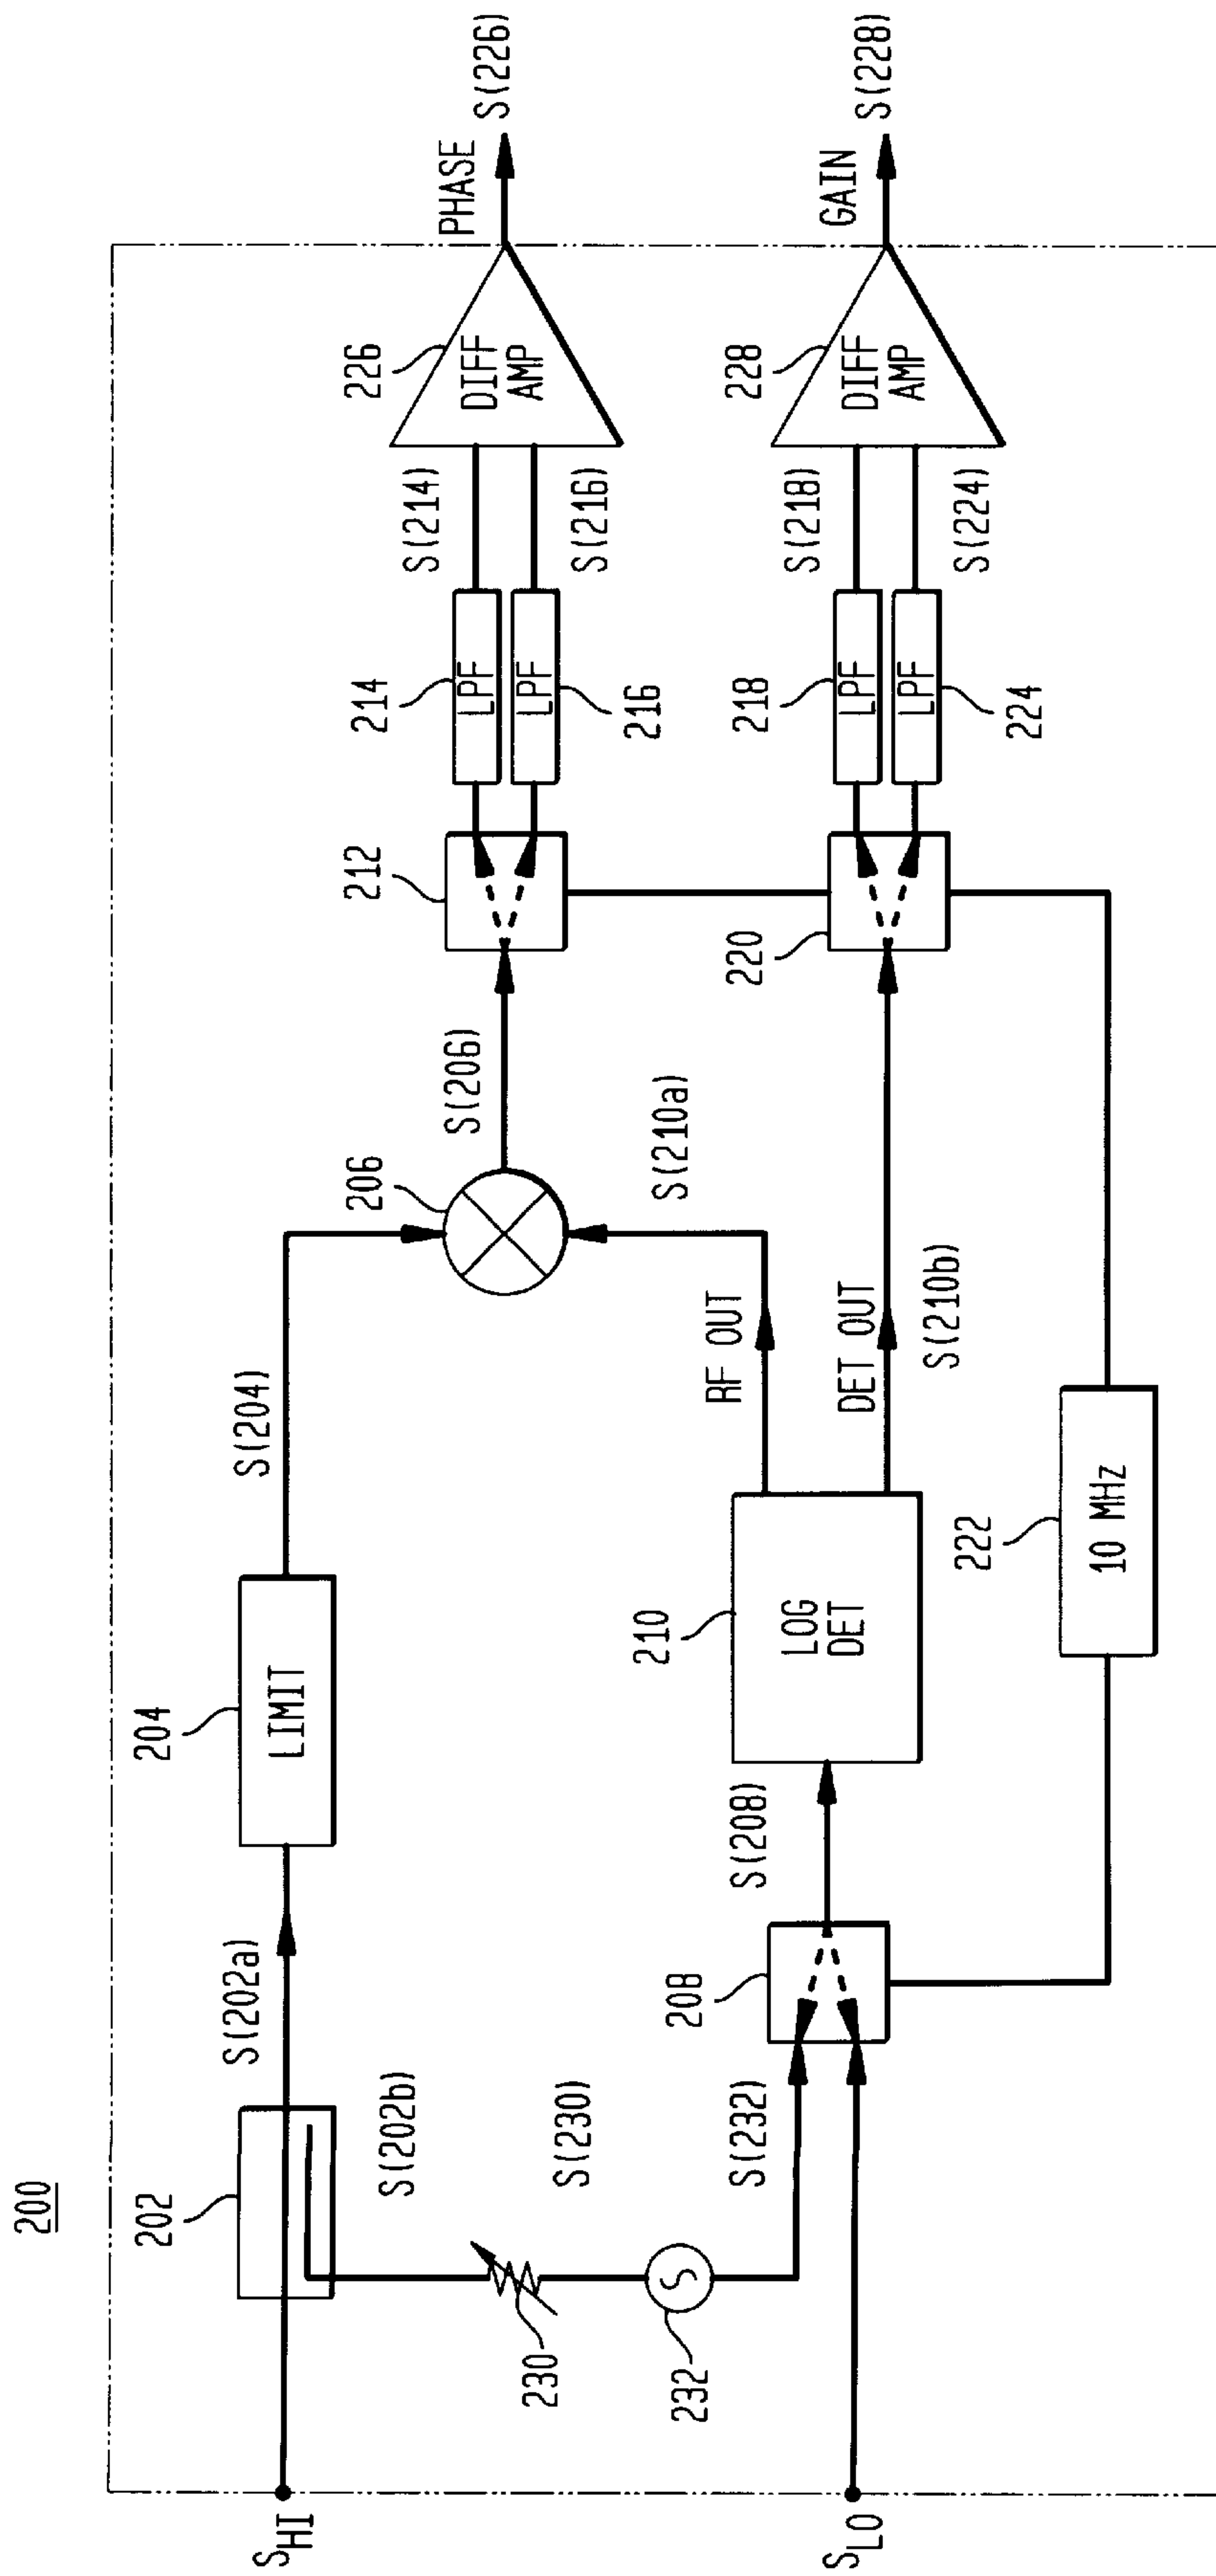 200
S_HI
202
S(202a)
204
LIMIT
S(204)
S(202b)
230
S(230)
232
S
S(232)
S_LO
208
S(208)
210
LOG
DET
RF OUT
S(210a)
DET OUT
S(210b)
206
S(206)
222
10 MHz
212
220
214
LPF
LPF
216
218
LPF
LPF
224
S(214)
S(216)
S(218)
S(224)
226
DIFF
AMP
228
DIFF
AMP
PHASE
S(226)
GAIN
S(228)